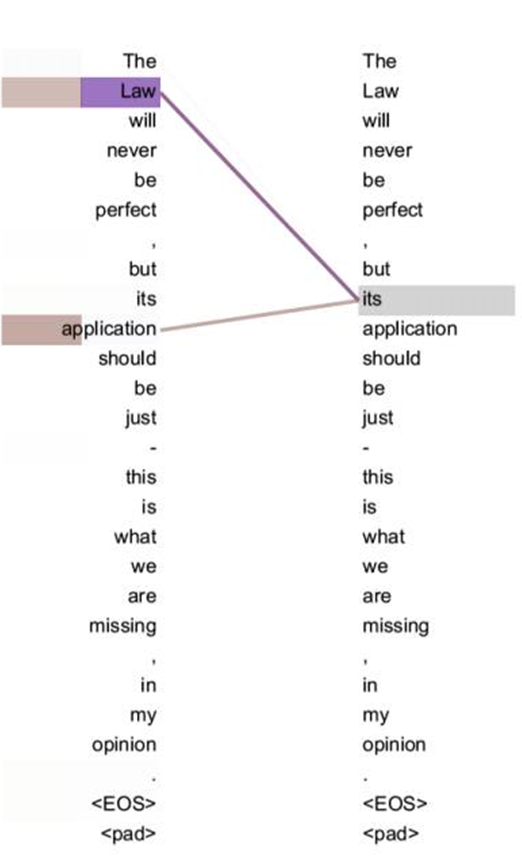 The The
Law Law
will will
never never
be be
perfect perfect
, ,
but but
its its
application application
should should
be be
just just
- -
this this
is is
what what
we we
are are
missing missing
, ,
in in
my my
opinion opinion
. .
<EOS> <EOS>
<pad> <pad>